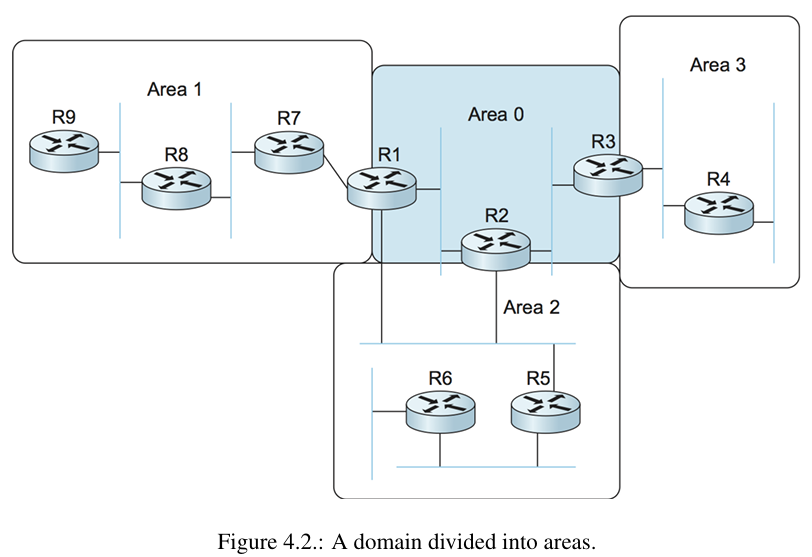 Area 3
Area 1
Area 0
R9
R8
R7
R1
R3
R4
R2
Area 2
R6
R5
Figure 4.2.: A domain divided into areas.